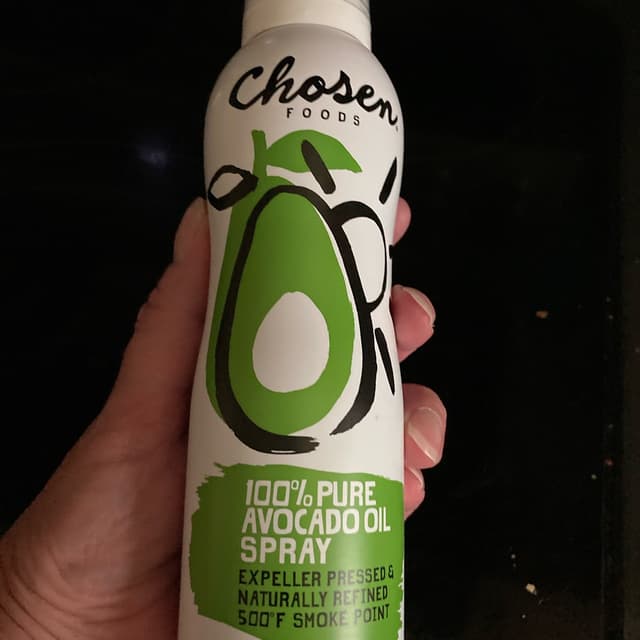 Chosen
FOODS
100% PURE
AVOCADO OIL
SPRAY
EXPELLER PRESSED &
NATURALLY REFINED
500°F SMOKE POINT